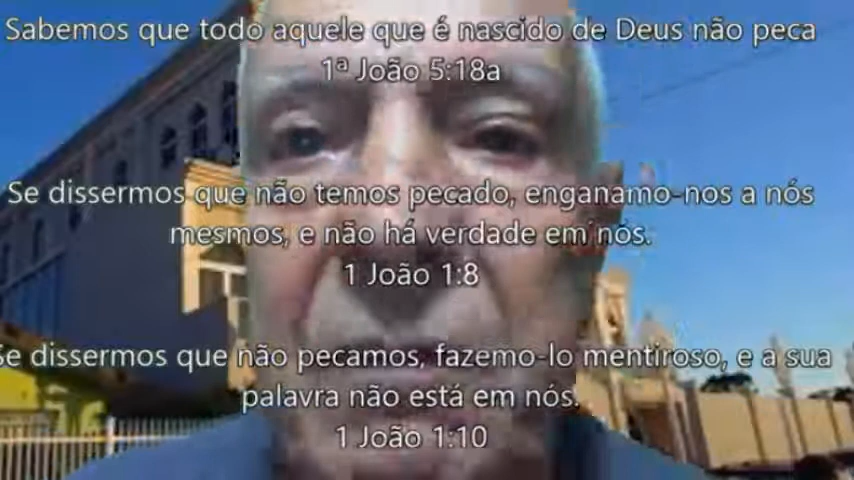 Sabemos que todo aquele que é nascido de Deus não peca
1ª João 5:18a
Se dissermos que não temos pecado, enganamo-nos a nós
mesmos, e não há verdade em nós.
1 João 1:8
Se dissermos que não pecamos, fazemo-lo mentiroso, e a sua
palavra não está em nós.
1 João 1:10